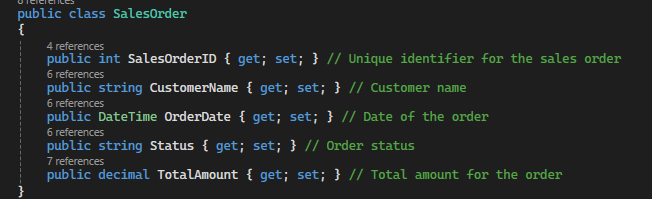 8 references
public class SalesOrder
{
4 references
public int SalesOrderID { get; set; } // Unique identifier for the sales order
6 references
public string CustomerName { get; set; } // Customer name
6 references
public DateTime OrderDate { get; set; } // Date of the order
6 references
public string Status { get; set; } // Order status
7 references
public decimal TotalAmount { get; set; } // Total amount for the order
}